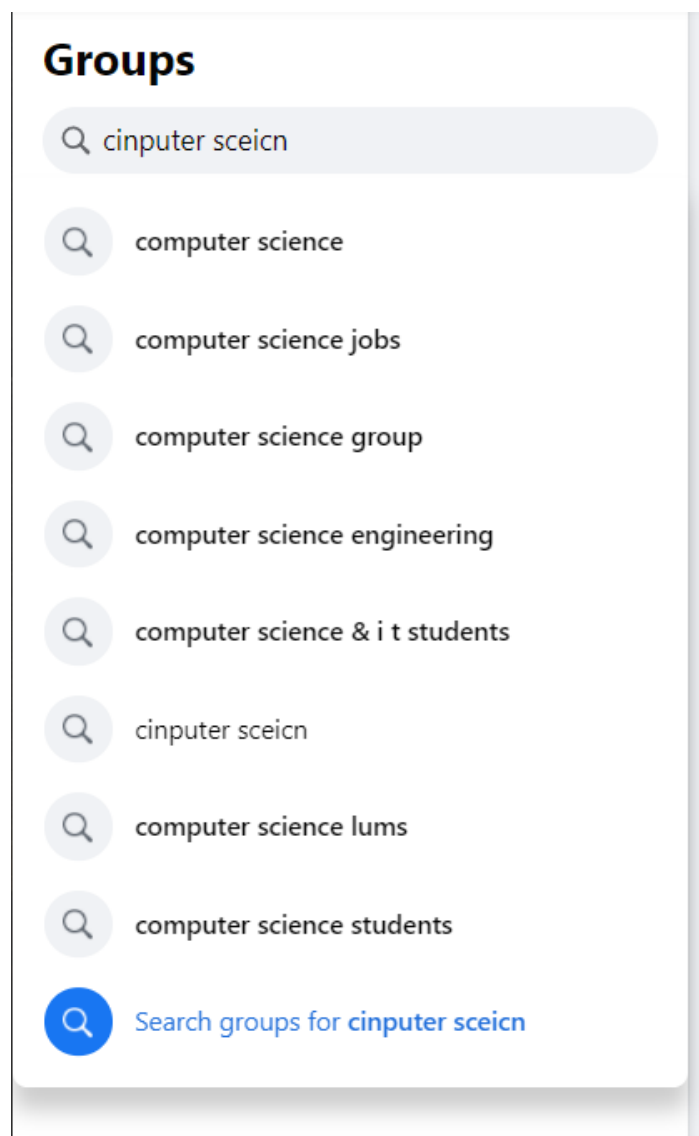 Groups
cinputer sceicn
computer science
computer science jobs
computer science group
computer science engineering
computer science & i t students
cinputer sceicn
computer science lums
computer science students
Search groups for cinputer sceicn